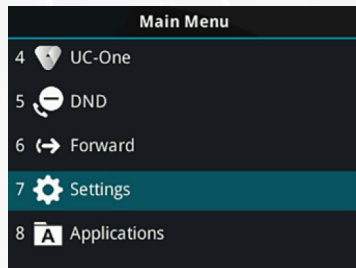 Main Menu
4 UC-One
5 DND
6 Forward
7 Settings
8 A Applications